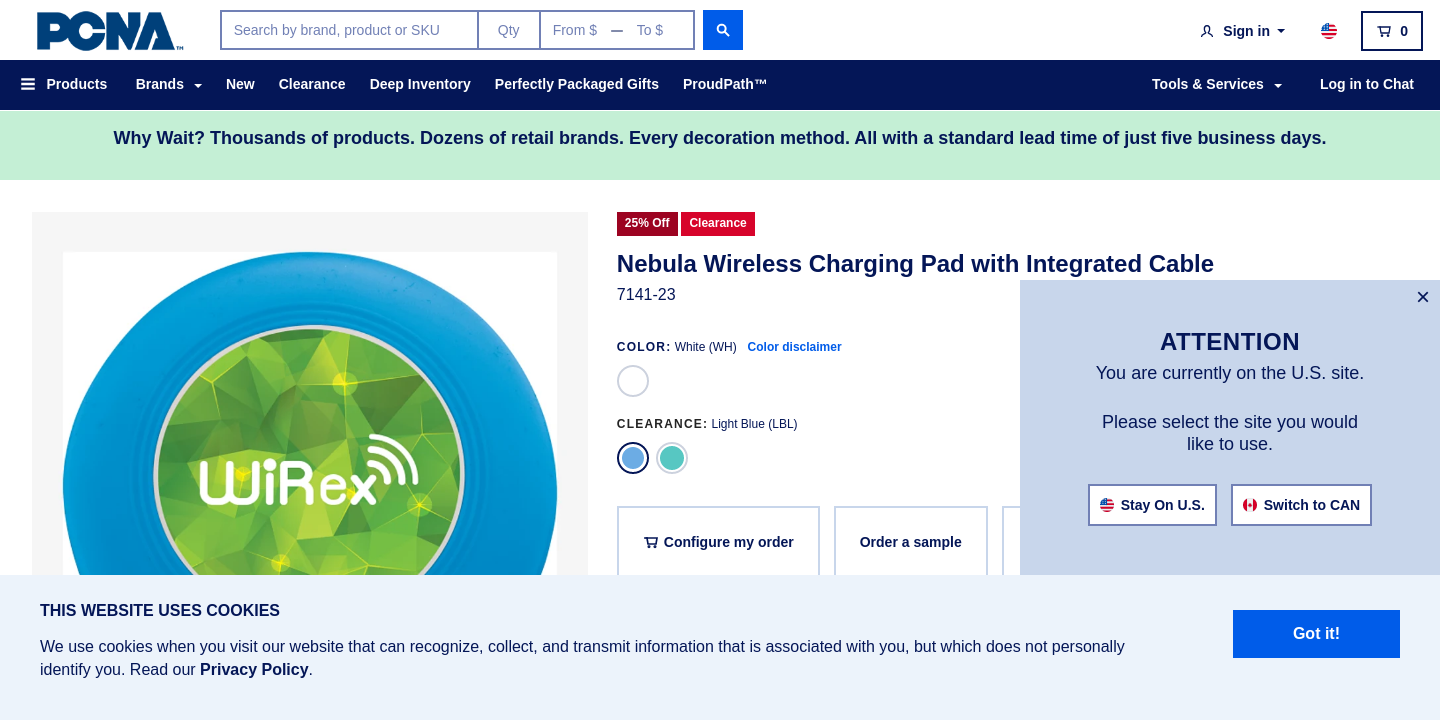 PCNA™
Search by brand, product or SKU
Qty
From $ — To $
Sign in
0
Products
Brands
New
Clearance
Deep Inventory
Perfectly Packaged Gifts
ProudPath™
Tools & Services
Log in to Chat
Why Wait? Thousands of products. Dozens of retail brands. Every decoration method. All with a standard lead time of just five business days.
WiRex
25% Off
Clearance
Nebula Wireless Charging Pad with Integrated Cable
7141-23
COLOR: White (WH) Color disclaimer
CLEARANCE: Light Blue (LBL)
Configure my order
Order a sample
×
ATTENTION
You are currently on the U.S. site.
Please select the site you would
like to use.
Stay On U.S.
Switch to CAN
THIS WEBSITE USES COOKIES
We use cookies when you visit our website that can recognize, collect, and transmit information that is associated with you, but which does not personally
identify you. Read our Privacy Policy.
Got it!